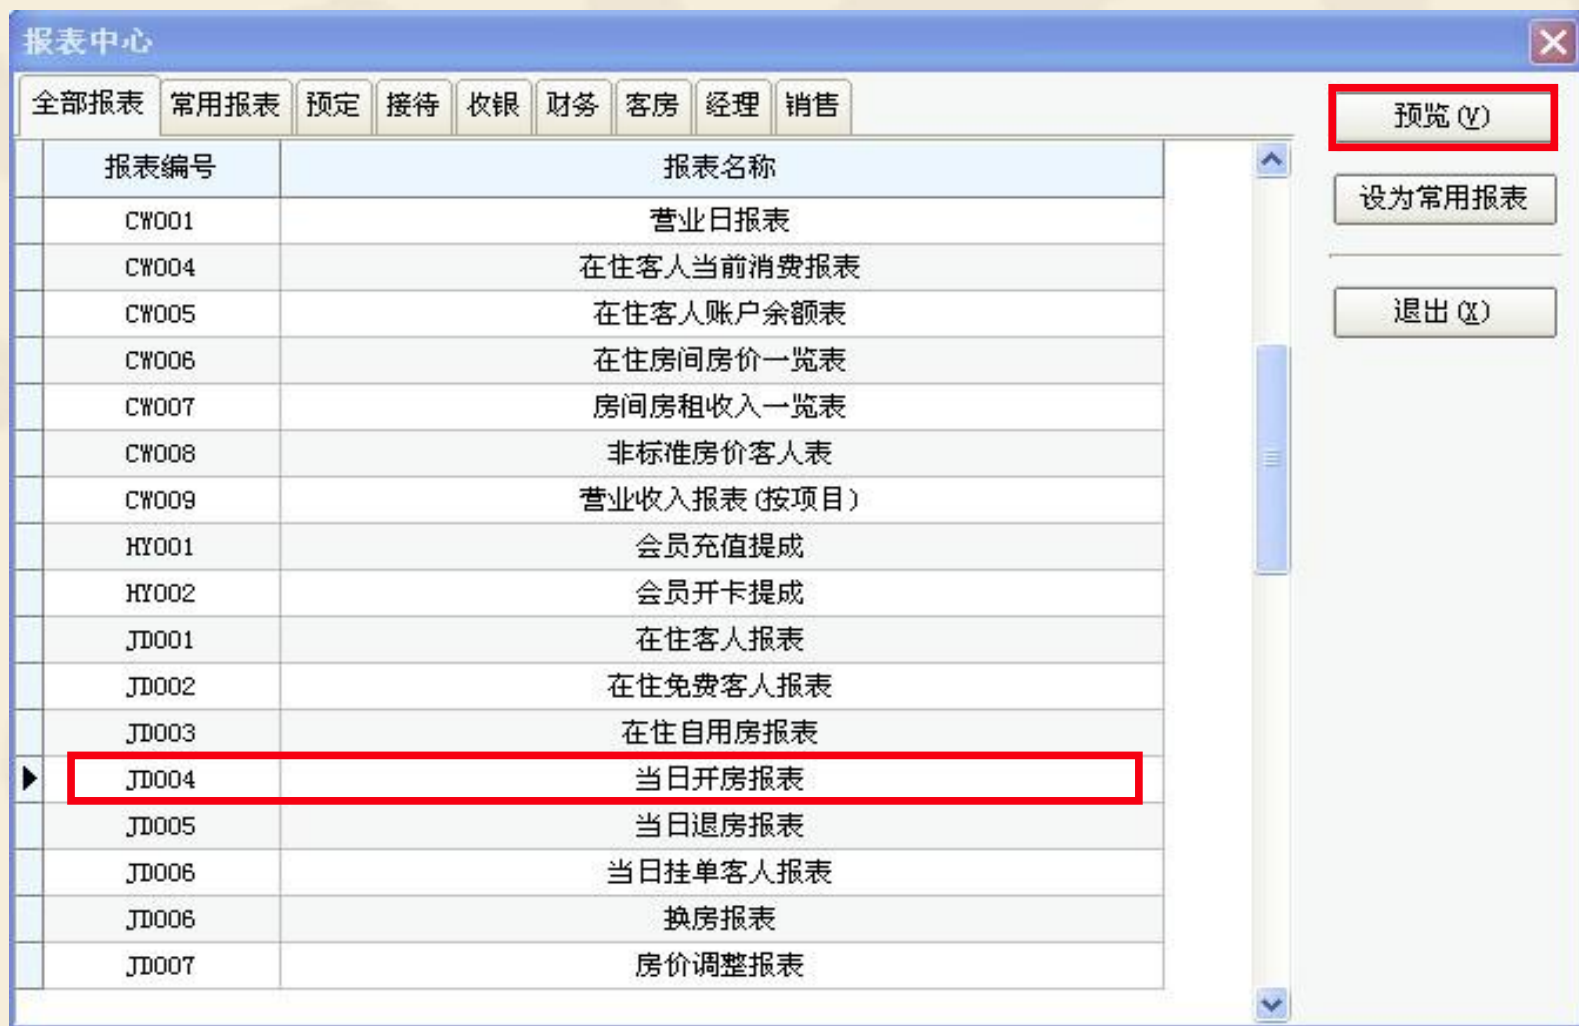 报表中心
全部报表 常用报表 预定 接待 收银 财务 客房 经理 销售
预览(V)
设为常用报表
退出(X)
报表编号 报表名称
CW001 营业日报表
CW004 在住客人当前消费报表
CW005 在住客人账户余额表
CW006 在住房间房价一览表
CW007 房间房租收入一览表
CW008 非标准房价客人表
CW009 营业收入报表(按项目)
HY001 会员充值提成
HY002 会员开卡提成
JD001 在住客人报表
JD002 在住免费客人报表
JD003 在住自用房报表
JD004 当日开房报表
JD005 当日退房报表
JD006 当日挂单客人报表
JD006 换房报表
JD007 房价调整报表